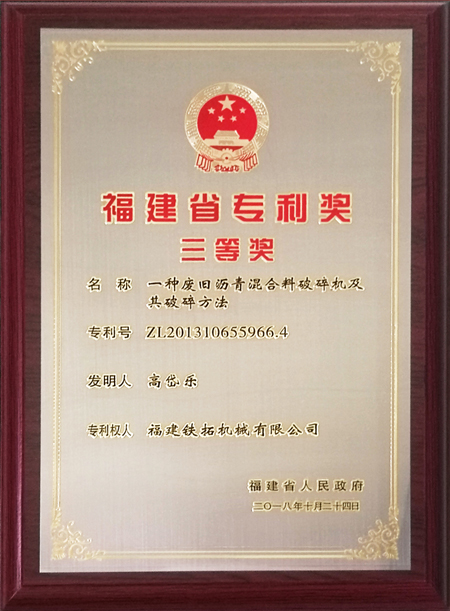 福建省专利奖
三等奖
名 称 一种废旧沥青混合料破碎机及
其破碎方法
专利号 ZL201310655966.4
发明人 高岱乐
专利权人 福建铁拓机械有限公司
福建省人民政府
二〇一八年十月二十四日